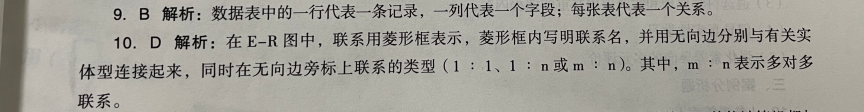 9. B 解析：数据表中的一行代表一条记录，一列代表一个字段；每张表代表一个关系。
10. D 解析：在 E-R 图中，联系用菱形框表示，菱形框内写明联系名，并用无向边分别与有关实
体型连接起来，同时在无向边旁标上联系的类型（1 : 1、1 : n 或 m : n）。其中，m : n 表示多对多
联系。